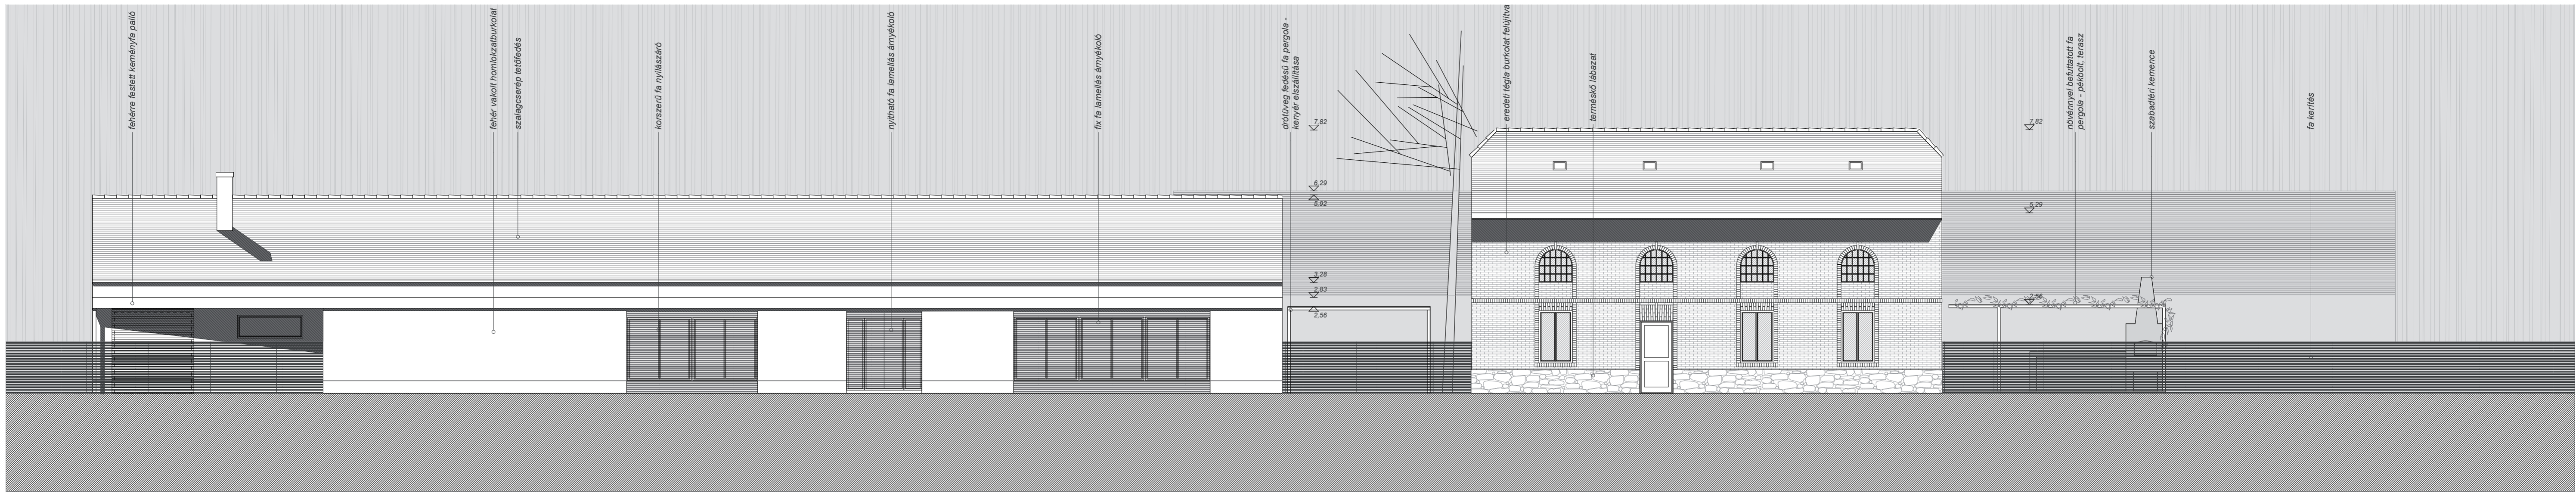 fehérre festett keményfa palló
fehér vakolt homlokzatburkolat
szalagcserép tetőfedés
korszerű fa nyílászáró
nyitható fa lamellás árnyékoló
fix fa lamellás árnyékoló
drótüveg fedésű fa pergola -
kenyér elszállítása
7,82
6,29
5,92
3,28
2,83
2,56
eredeti tégla burkolat felújítva
terméskő lábazat
7,82
5,29
2,56
növénnyel befuttatott fa
pergola - pékbolt, terasz
szabadtéri kemence
fa kerítés